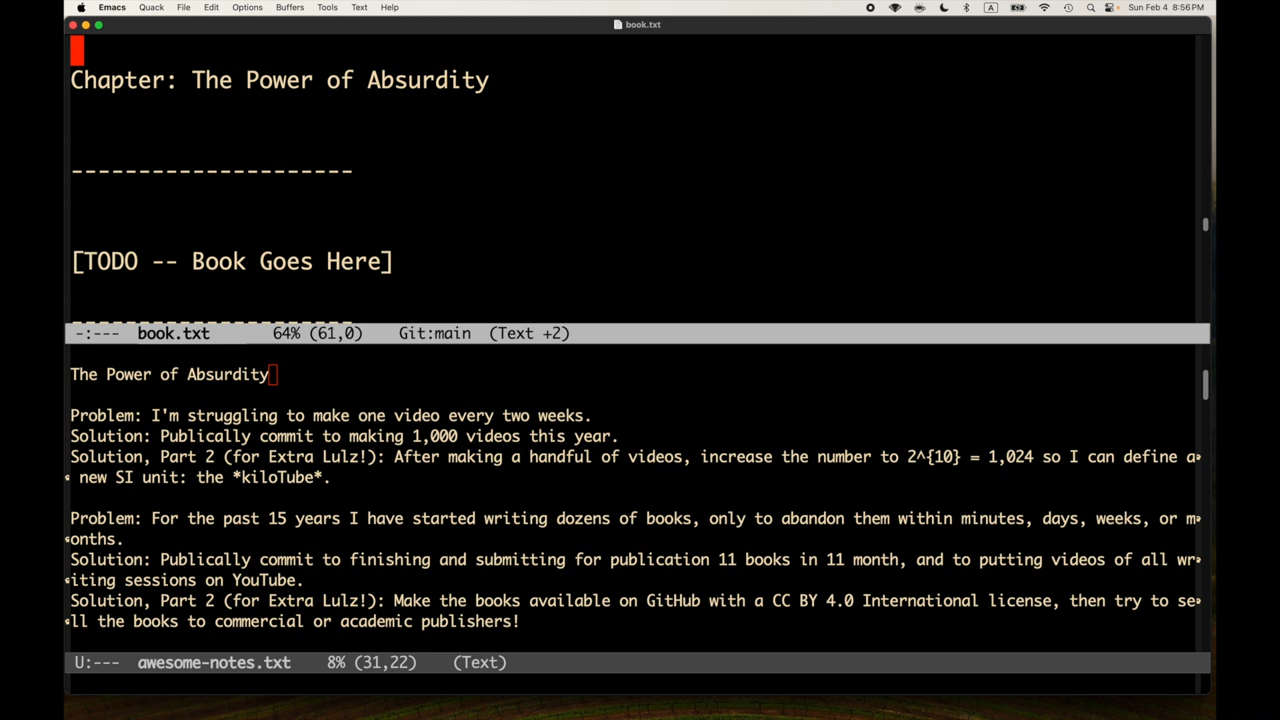 Emacs Quack File Edit Options Buffers Tools Text Help A Sun Feb 4 8:56 PM
book.txt
Chapter: The Power of Absurdity
---------------------
[TODO -- Book Goes Here]
---------------------
-:--- book.txt 64% (61,0) Git:main (Text +2)
The Power of Absurdity
Problem: I'm struggling to make one video every two weeks.
Solution: Publically commit to making 1,000 videos this year.
Solution, Part 2 (for Extra Lulz!): After making a handful of videos, increase the number to 2^{10} = 1,024 so I can define a
 new SI unit: the *kiloTube*.
Problem: For the past 15 years I have started writing dozens of books, only to abandon them within minutes, days, weeks, or m
onths.
Solution: Publically commit to finishing and submitting for publication 11 books in 11 month, and to putting videos of all wr
iting sessions on YouTube.
Solution, Part 2 (for Extra Lulz!): Make the books available on GitHub with a CC BY 4.0 International license, then try to se
ll the books to commercial or academic publishers!
U:--- awesome-notes.txt 8% (31,22) (Text)